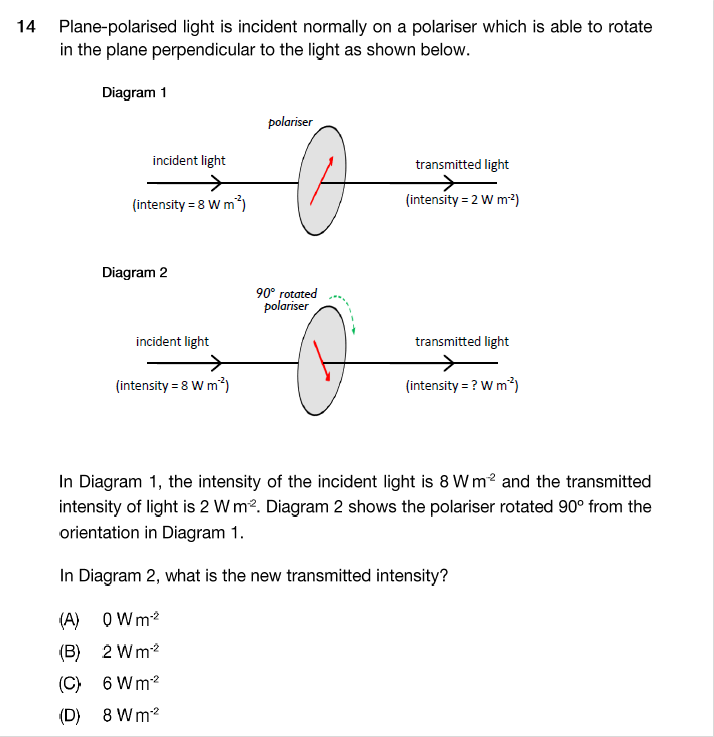 14 Plane-polarised light is incident normally on a polariser which is able to rotate
in the plane perpendicular to the light as shown below.
Diagram 1
polariser
incident light
transmitted light
(intensity = 8 W m⁻²)
(intensity = 2 W m⁻²)
Diagram 2
90° rotated
polariser
incident light
transmitted light
(intensity = 8 W m⁻²)
(intensity = ? W m⁻²)
In Diagram 1, the intensity of the incident light is 8 W m⁻² and the transmitted
intensity of light is 2 W m⁻². Diagram 2 shows the polariser rotated 90° from the
orientation in Diagram 1.
In Diagram 2, what is the new transmitted intensity?
(A) 0 W m⁻²
(B) 2 W m⁻²
(C) 6 W m⁻²
(D) 8 W m⁻²